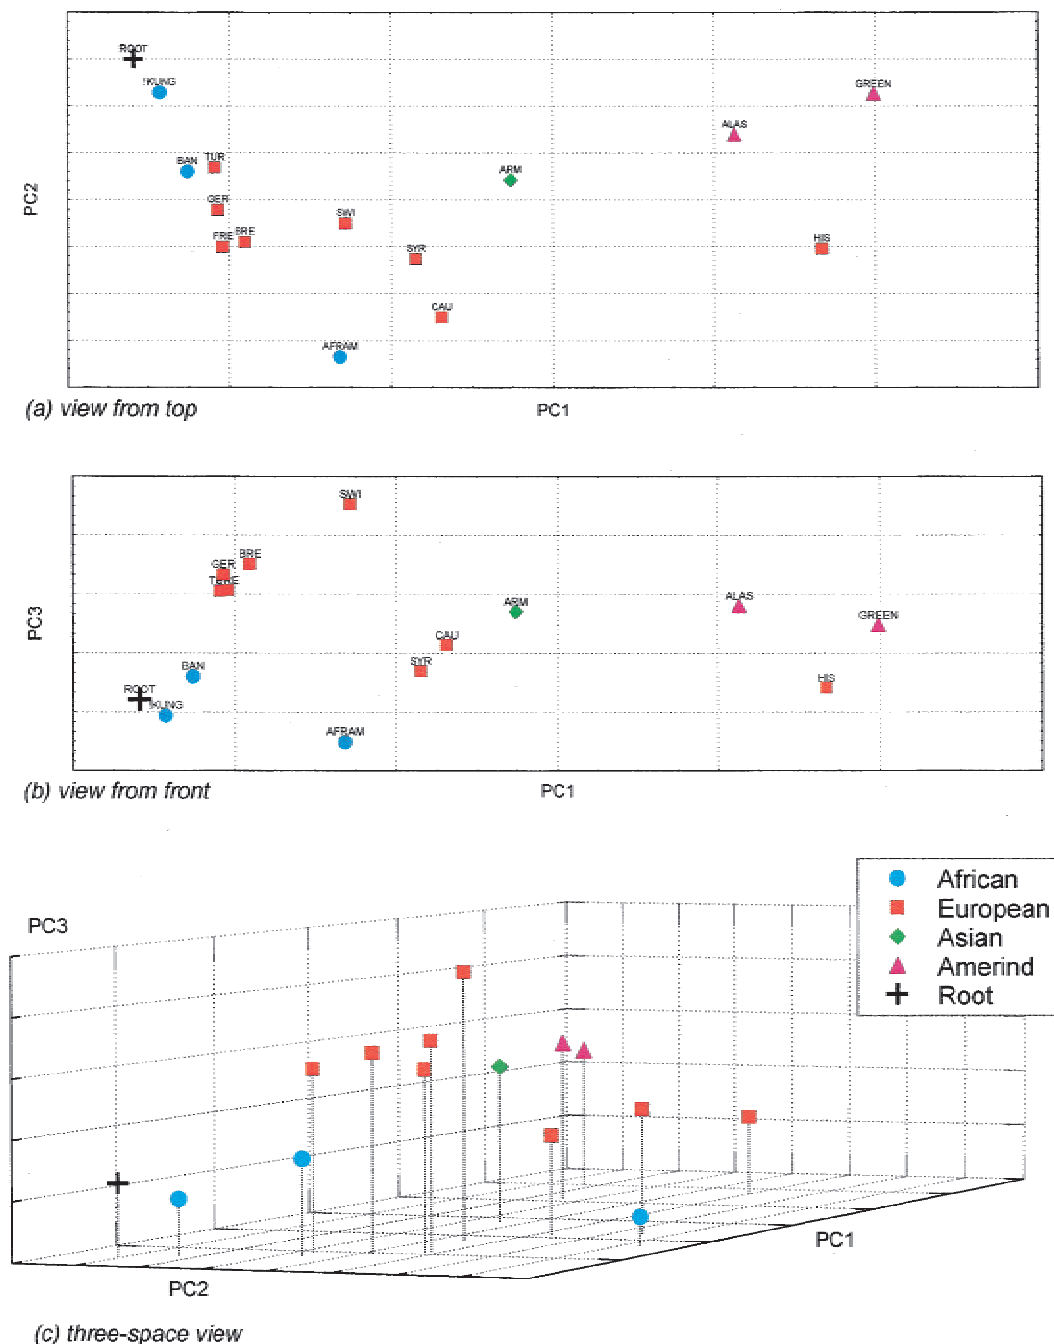 ROOT
!KUNG
GREEN
ALAS
BAN TUR
ARM
GER
SWI
FRE BRE
HIS
SYR
CAU
AFRAM
PC2
(a) view from top
PC1
SWI
BRE
GER
ALAS
ARM
GREEN
CAU
SYR
BAN
HIS
ROOT
!KUNG
AFRAM
PC3
(b) view from front
PC1
African
European
Asian
Amerind
Root
PC3
PC1
PC2
(c) three-space view